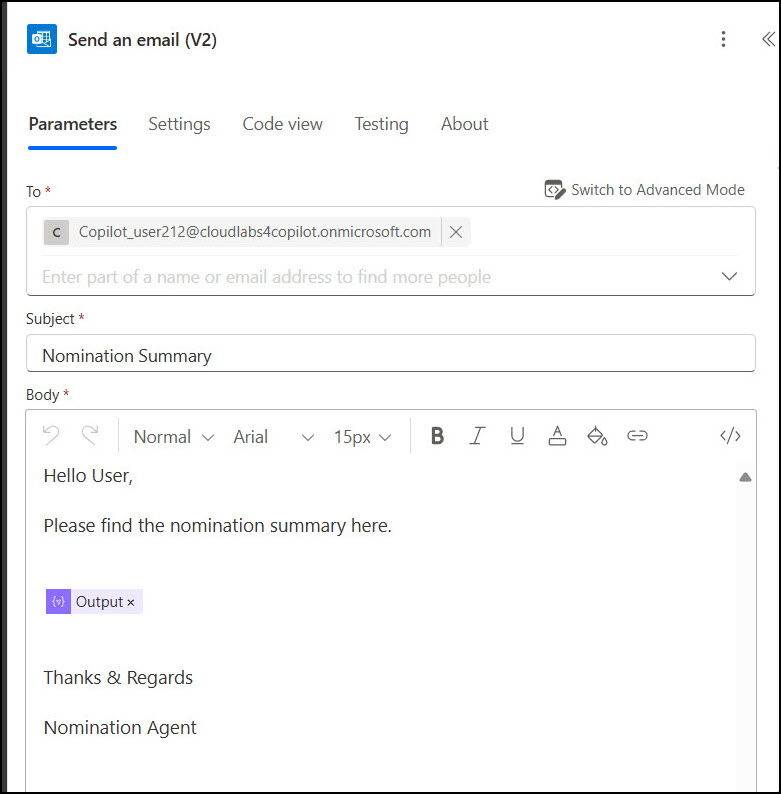 Send an email (V2)
Parameters Settings Code view Testing About
To *
Switch to Advanced Mode
C Copilot_user212@cloudlabs4copilot.onmicrosoft.com
Enter part of a name or email address to find more people
Subject *
Nomination Summary
Body *
Normal Arial 15px B I U A </>
Hello User,
Please find the nomination summary here.
{v} Output ×
Thanks & Regards
Nomination Agent